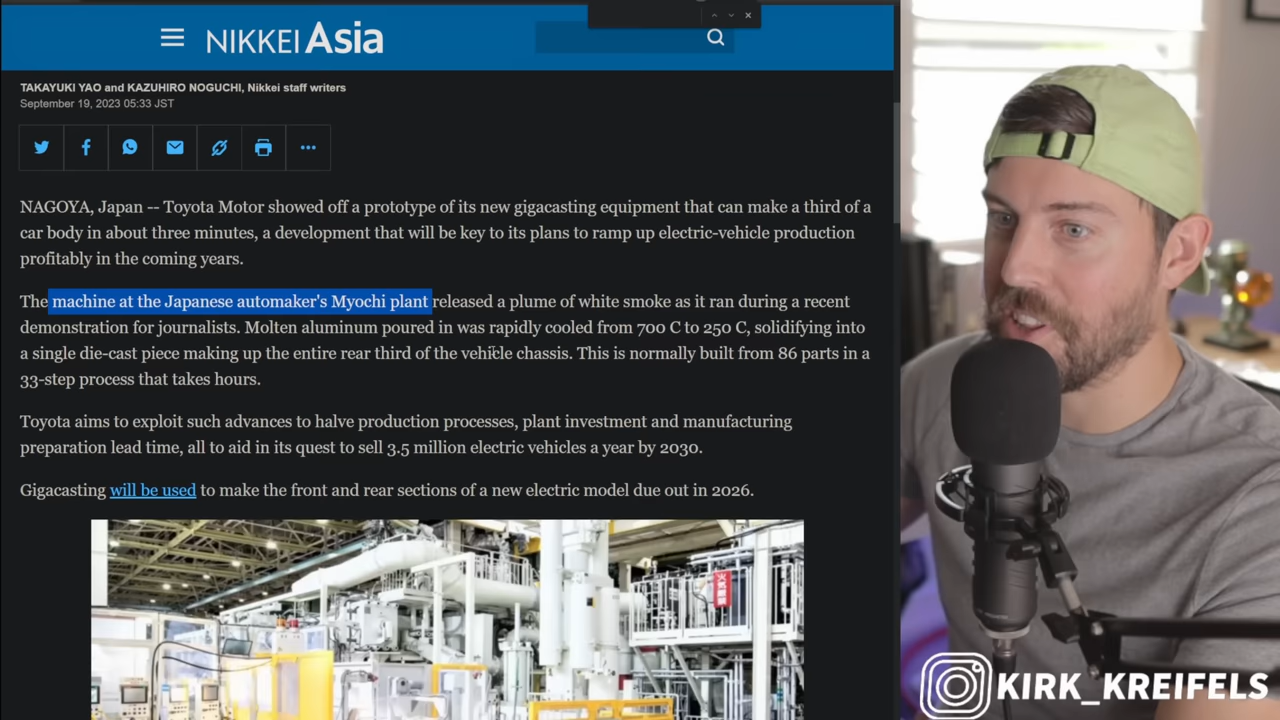 NIKKEI Asia
TAKAYUKI YAO and KAZUHIRO NOGUCHI, Nikkei staff writers
September 19, 2023 05:33 JST
NAGOYA, Japan -- Toyota Motor showed off a prototype of its new gigacasting equipment that can make a third of a
car body in about three minutes, a development that will be key to its plans to ramp up electric-vehicle production
profitably in the coming years.
The machine at the Japanese automaker's Myochi plant released a plume of white smoke as it ran during a recent
demonstration for journalists. Molten aluminum poured in was rapidly cooled from 700 C to 250 C, solidifying into
a single die-cast piece making up the entire rear third of the vehicle chassis. This is normally built from 86 parts in a
33-step process that takes hours.
Toyota aims to exploit such advances to halve production processes, plant investment and manufacturing
preparation lead time, all to aid in its quest to sell 3.5 million electric vehicles a year by 2030.
Gigacasting will be used to make the front and rear sections of a new electric model due out in 2026.
火気厳禁
KIRK_KREIFELS